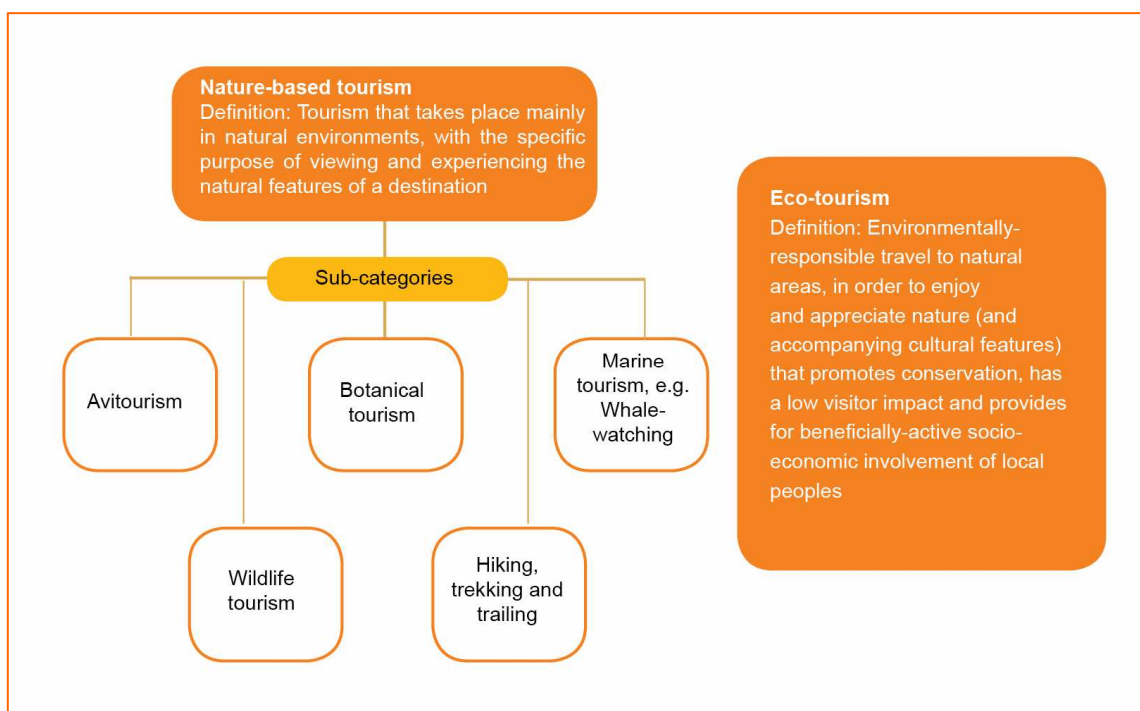 Nature-based tourism
Definition: Tourism that takes place mainly
in natural environments, with the specific
purpose of viewing and experiencing the
natural features of a destination
Sub-categories
Avitourism
Botanical
tourism
Marine
tourism, e.g.
Whale-
watching
Wildlife
tourism
Hiking,
trekking and
trailing
Eco-tourism
Definition: Environmentally-
responsible travel to natural
areas, in order to enjoy
and appreciate nature (and
accompanying cultural features)
that promotes conservation, has
a low visitor impact and provides
for beneficially-active socio-
economic involvement of local
peoples